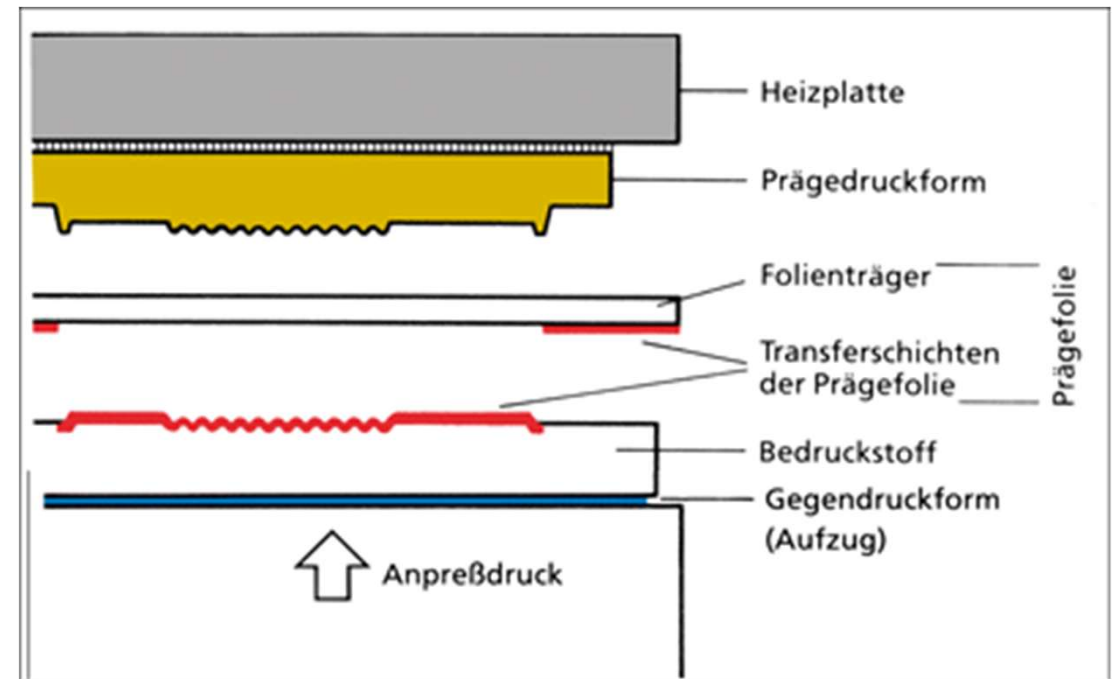 Heizplatte
Prägedruckform
Folienträger
Prägefolie
Transferschichten
der Prägefolie
Bedruckstoff
Gegendruckform
(Aufzug)
Anpreßdruck